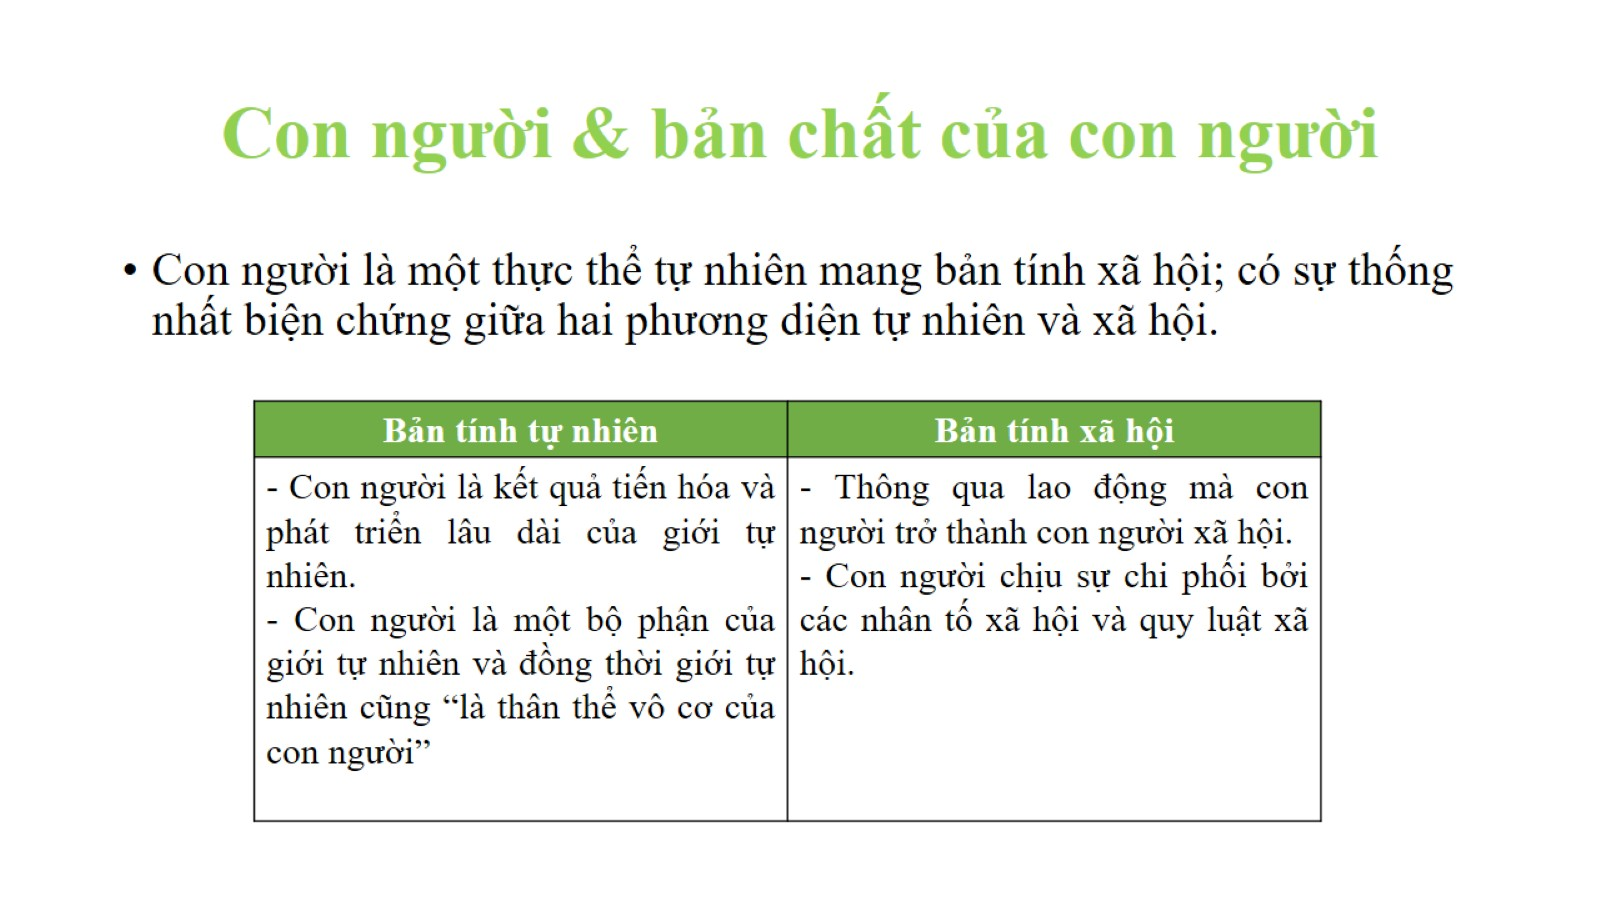 Con người & bản chất của con người
• Con người là một thực thể tự nhiên mang bản tính xã hội; có sự thống
nhất biện chứng giữa hai phương diện tự nhiên và xã hội.
Bản tính tự nhiên
- Con người là kết quả tiến hóa và
phát triển lâu dài của giới tự
nhiên.
- Con người là một bộ phận của
giới tự nhiên và đồng thời giới tự
nhiên cũng “là thân thể vô cơ của
con người”
Bản tính xã hội
- Thông qua lao động mà con
người trở thành con người xã hội.
- Con người chịu sự chi phối bởi
các nhân tố xã hội và quy luật xã
hội.